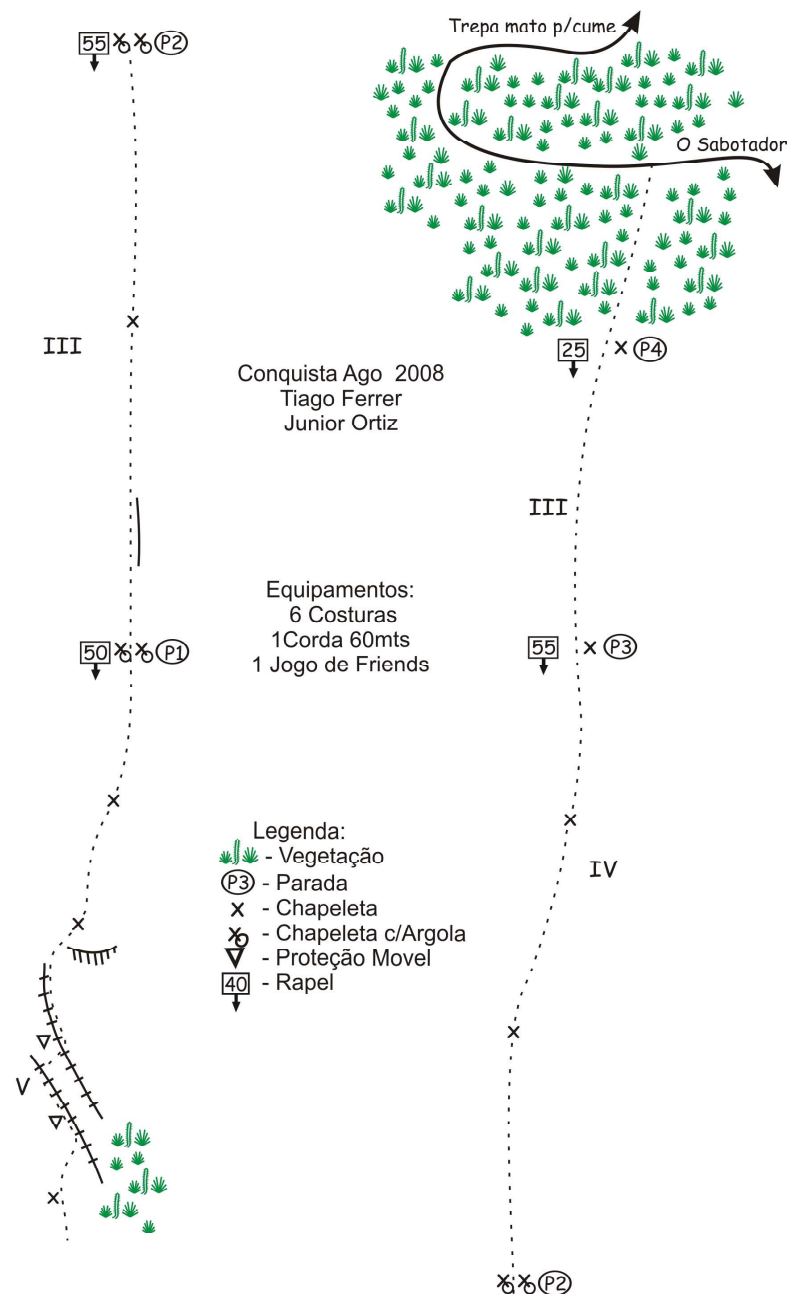 55 P2
III
50 P1
V
Conquista Ago 2008
Tiago Ferrer
Junior Ortiz
Equipamentos:
6 Costuras
1Corda 60mts
1 Jogo de Friends
Legenda:
- Vegetação
P3 - Parada
- Chapeleta
- Chapeleta c/Argola
- Proteção Movel
40 - Rapel
Trepa mato p/cume
O Sabotador
25 P4
III
55 P3
IV
P2